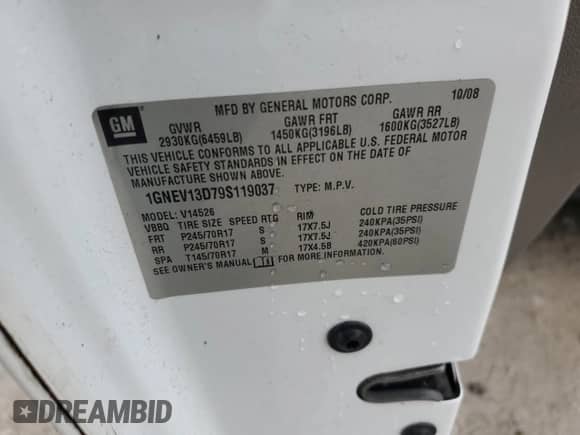 MFD BY GENERAL MOTORS CORP. 10/08
GM GVWR GAWR FRT GAWR RR
2930KG(6459LB) 1450KG(3196LB) 1600KG(3527LB)
THIS VEHICLE CONFORMS TO ALL APPLICABLE U.S. FEDERAL MOTOR
VEHICLE SAFETY STANDARDS IN EFFECT ON THE DATE OF
MANUFACTURE SHOWN ABOVE.
1GNEV13D79S119037 TYPE: M.P.V.
MODEL: V14526
VBBQ TIRE SIZE SPEED RTG RIM COLD TIRE PRESSURE
FRT P245/70R17 S 17X7.5J 240KPA(35PSI)
RR P245/70R17 S 17X7.5J 240KPA(35PSI)
SPA T145/70R17 M 17X4.5B 420KPA(60PSI)
SEE OWNER'S MANUAL FOR MORE INFORMATION.
DREAMBID